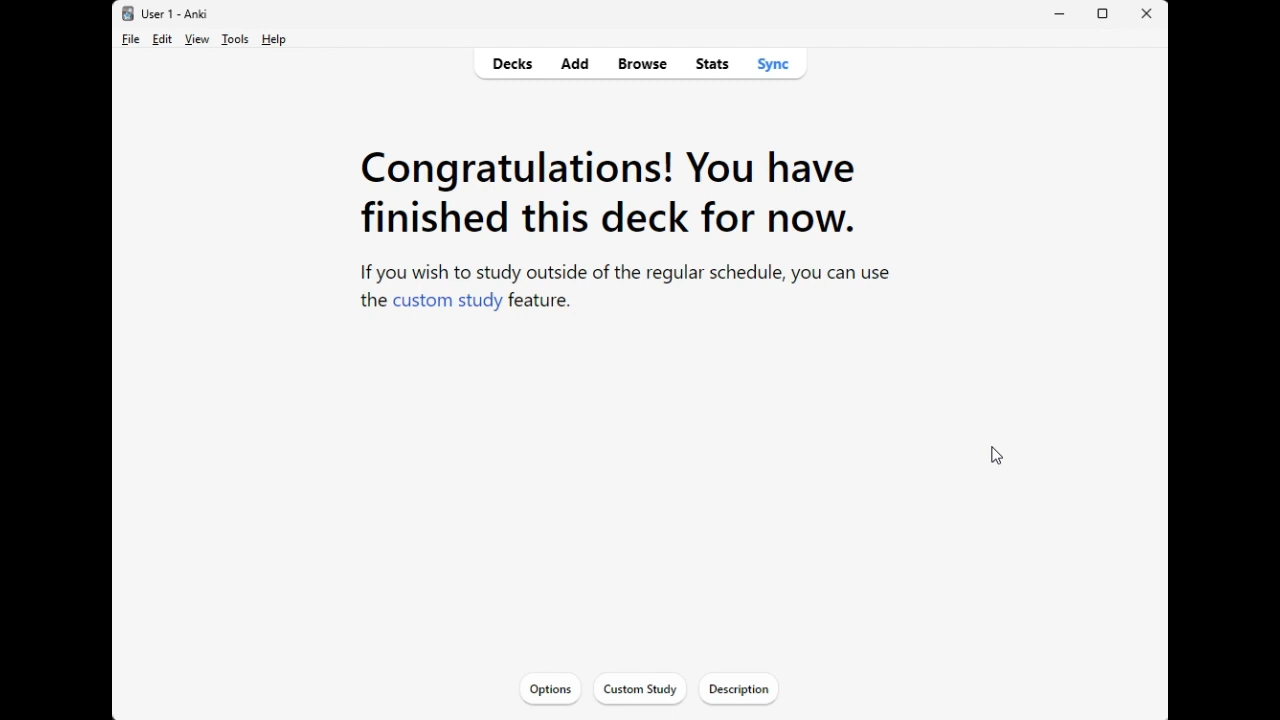 User 1 - Anki
File Edit View Tools Help
Decks Add Browse Stats Sync
Congratulations! You have
finished this deck for now.
If you wish to study outside of the regular schedule, you can use
the custom study feature.
Options Custom Study Description